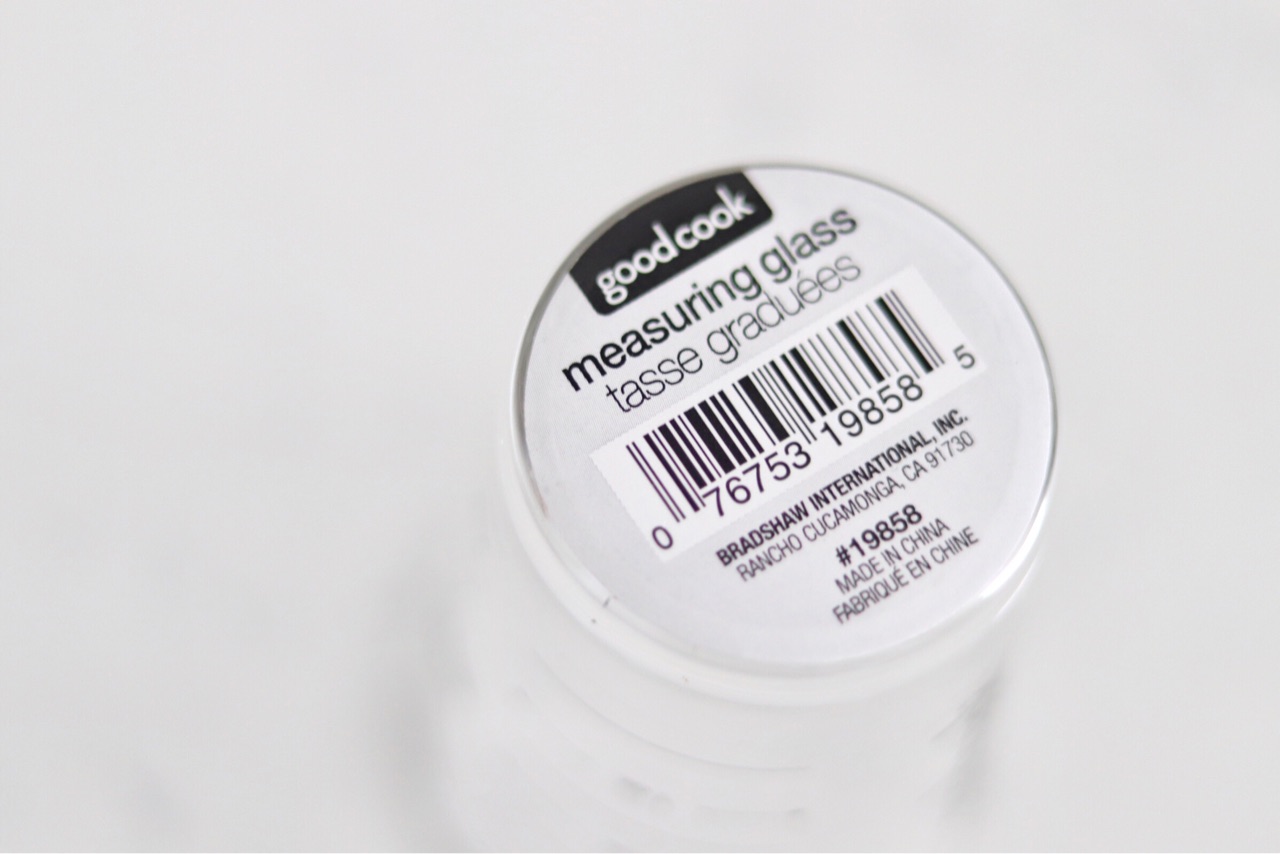 good cook
measuring glass
tasse graduées
0 76753 19858 5
BRADSHAW INTERNATIONAL, INC.
RANCHO CUCAMONGA, CA 91730
#19858
MADE IN CHINA
FABRIQUÉ EN CHINE